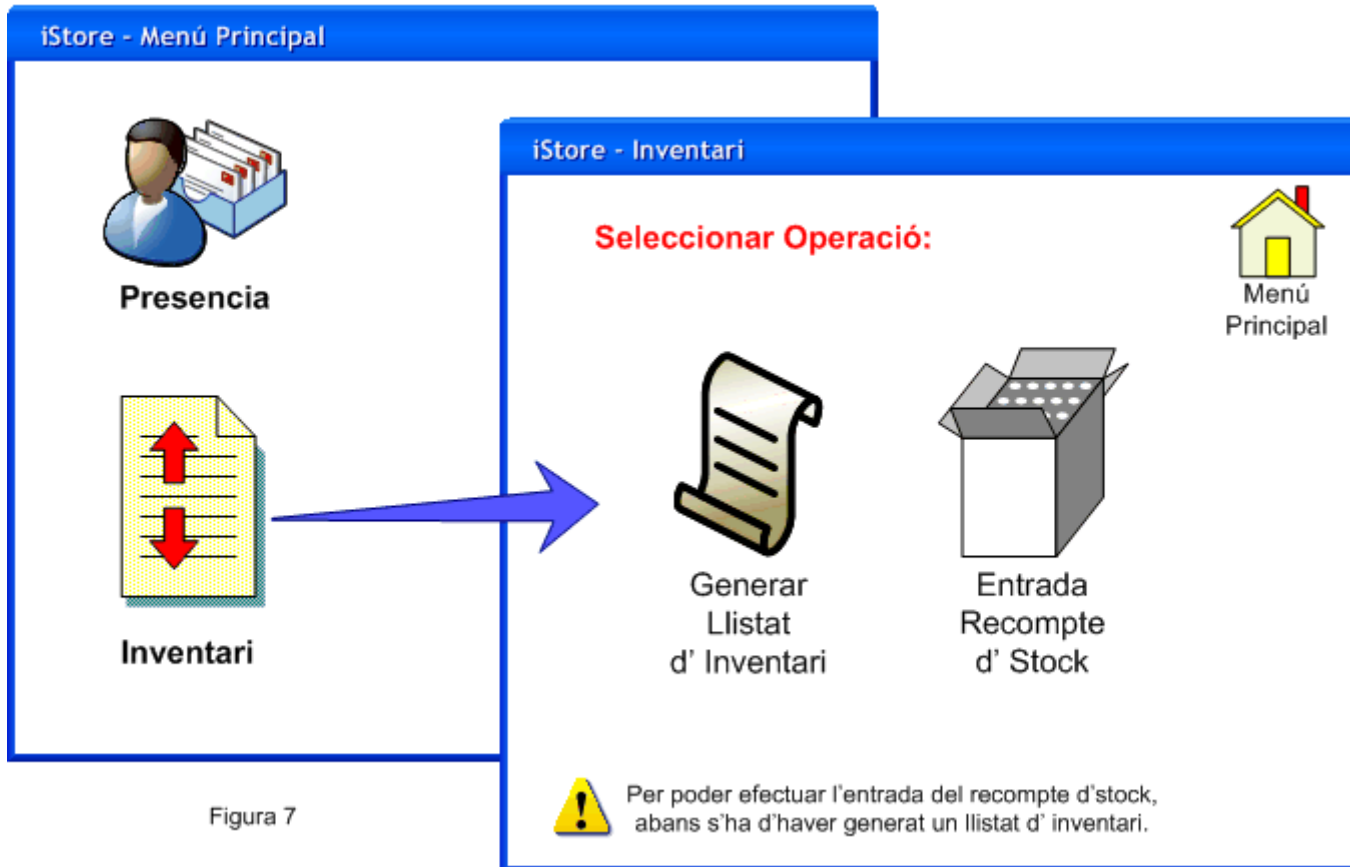 iStore - Menú Principal
Presencia
Inventari
iStore - Inventari
Seleccionar Operació:
Menú
Principal
Generar
Llistat
d' Inventari
Entrada
Recompte
d' Stock
Per poder efectuar l'entrada del recompte d'stock,
abans s'ha d'haver generat un llistat d' inventari.
Figura 7